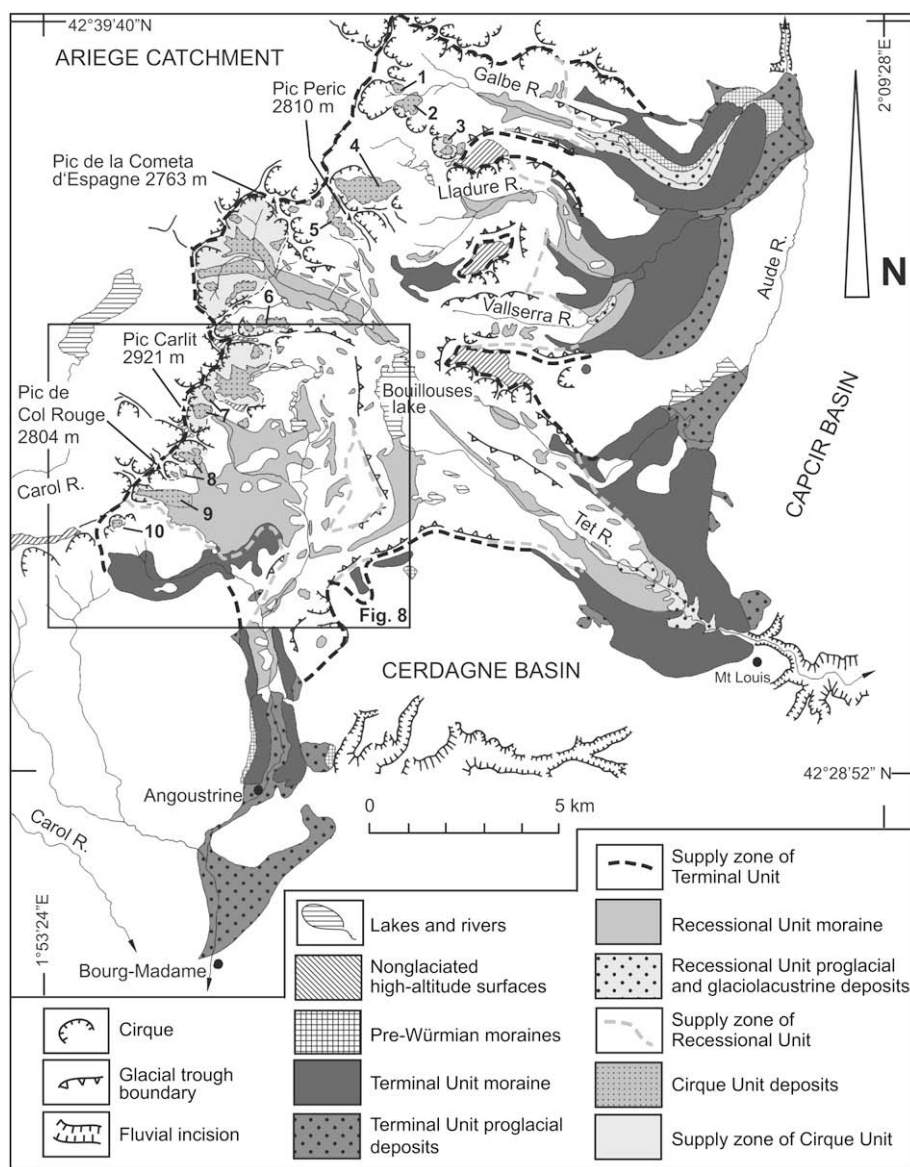 42°39'40"N
ARIEGE CATCHMENT
Pic Peric
2810 m
Pic de la Cometa
d'Espagne 2763 m
1
2
3
4
5
6
7
8
9
10
Galbe R.
2°09'28"E
Lladure R.
Aude R.
N
Vallserra R.
Pic Carlit
2921 m
Pic de
Col Rouge
2804 m
Bouillouses
lake
Carol R.
CAPCIR BASIN
Tet R.
Fig. 8
Mt Louis
CERDAGNE BASIN
42°28'52" N
Angoustrine
0 5 km
Carol R.
1°53'24"E
Bourg-Madame
Cirque
Glacial trough
boundary
Fluvial incision
Lakes and rivers
Nonglaciated
high-altitude surfaces
Pre-Würmian moraines
Terminal Unit moraine
Terminal Unit proglacial
deposits
Supply zone of
Terminal Unit
Recessional Unit moraine
Recessional Unit proglacial
and glaciolacustrine deposits
Supply zone of
Recessional Unit
Cirque Unit deposits
Supply zone of Cirque Unit